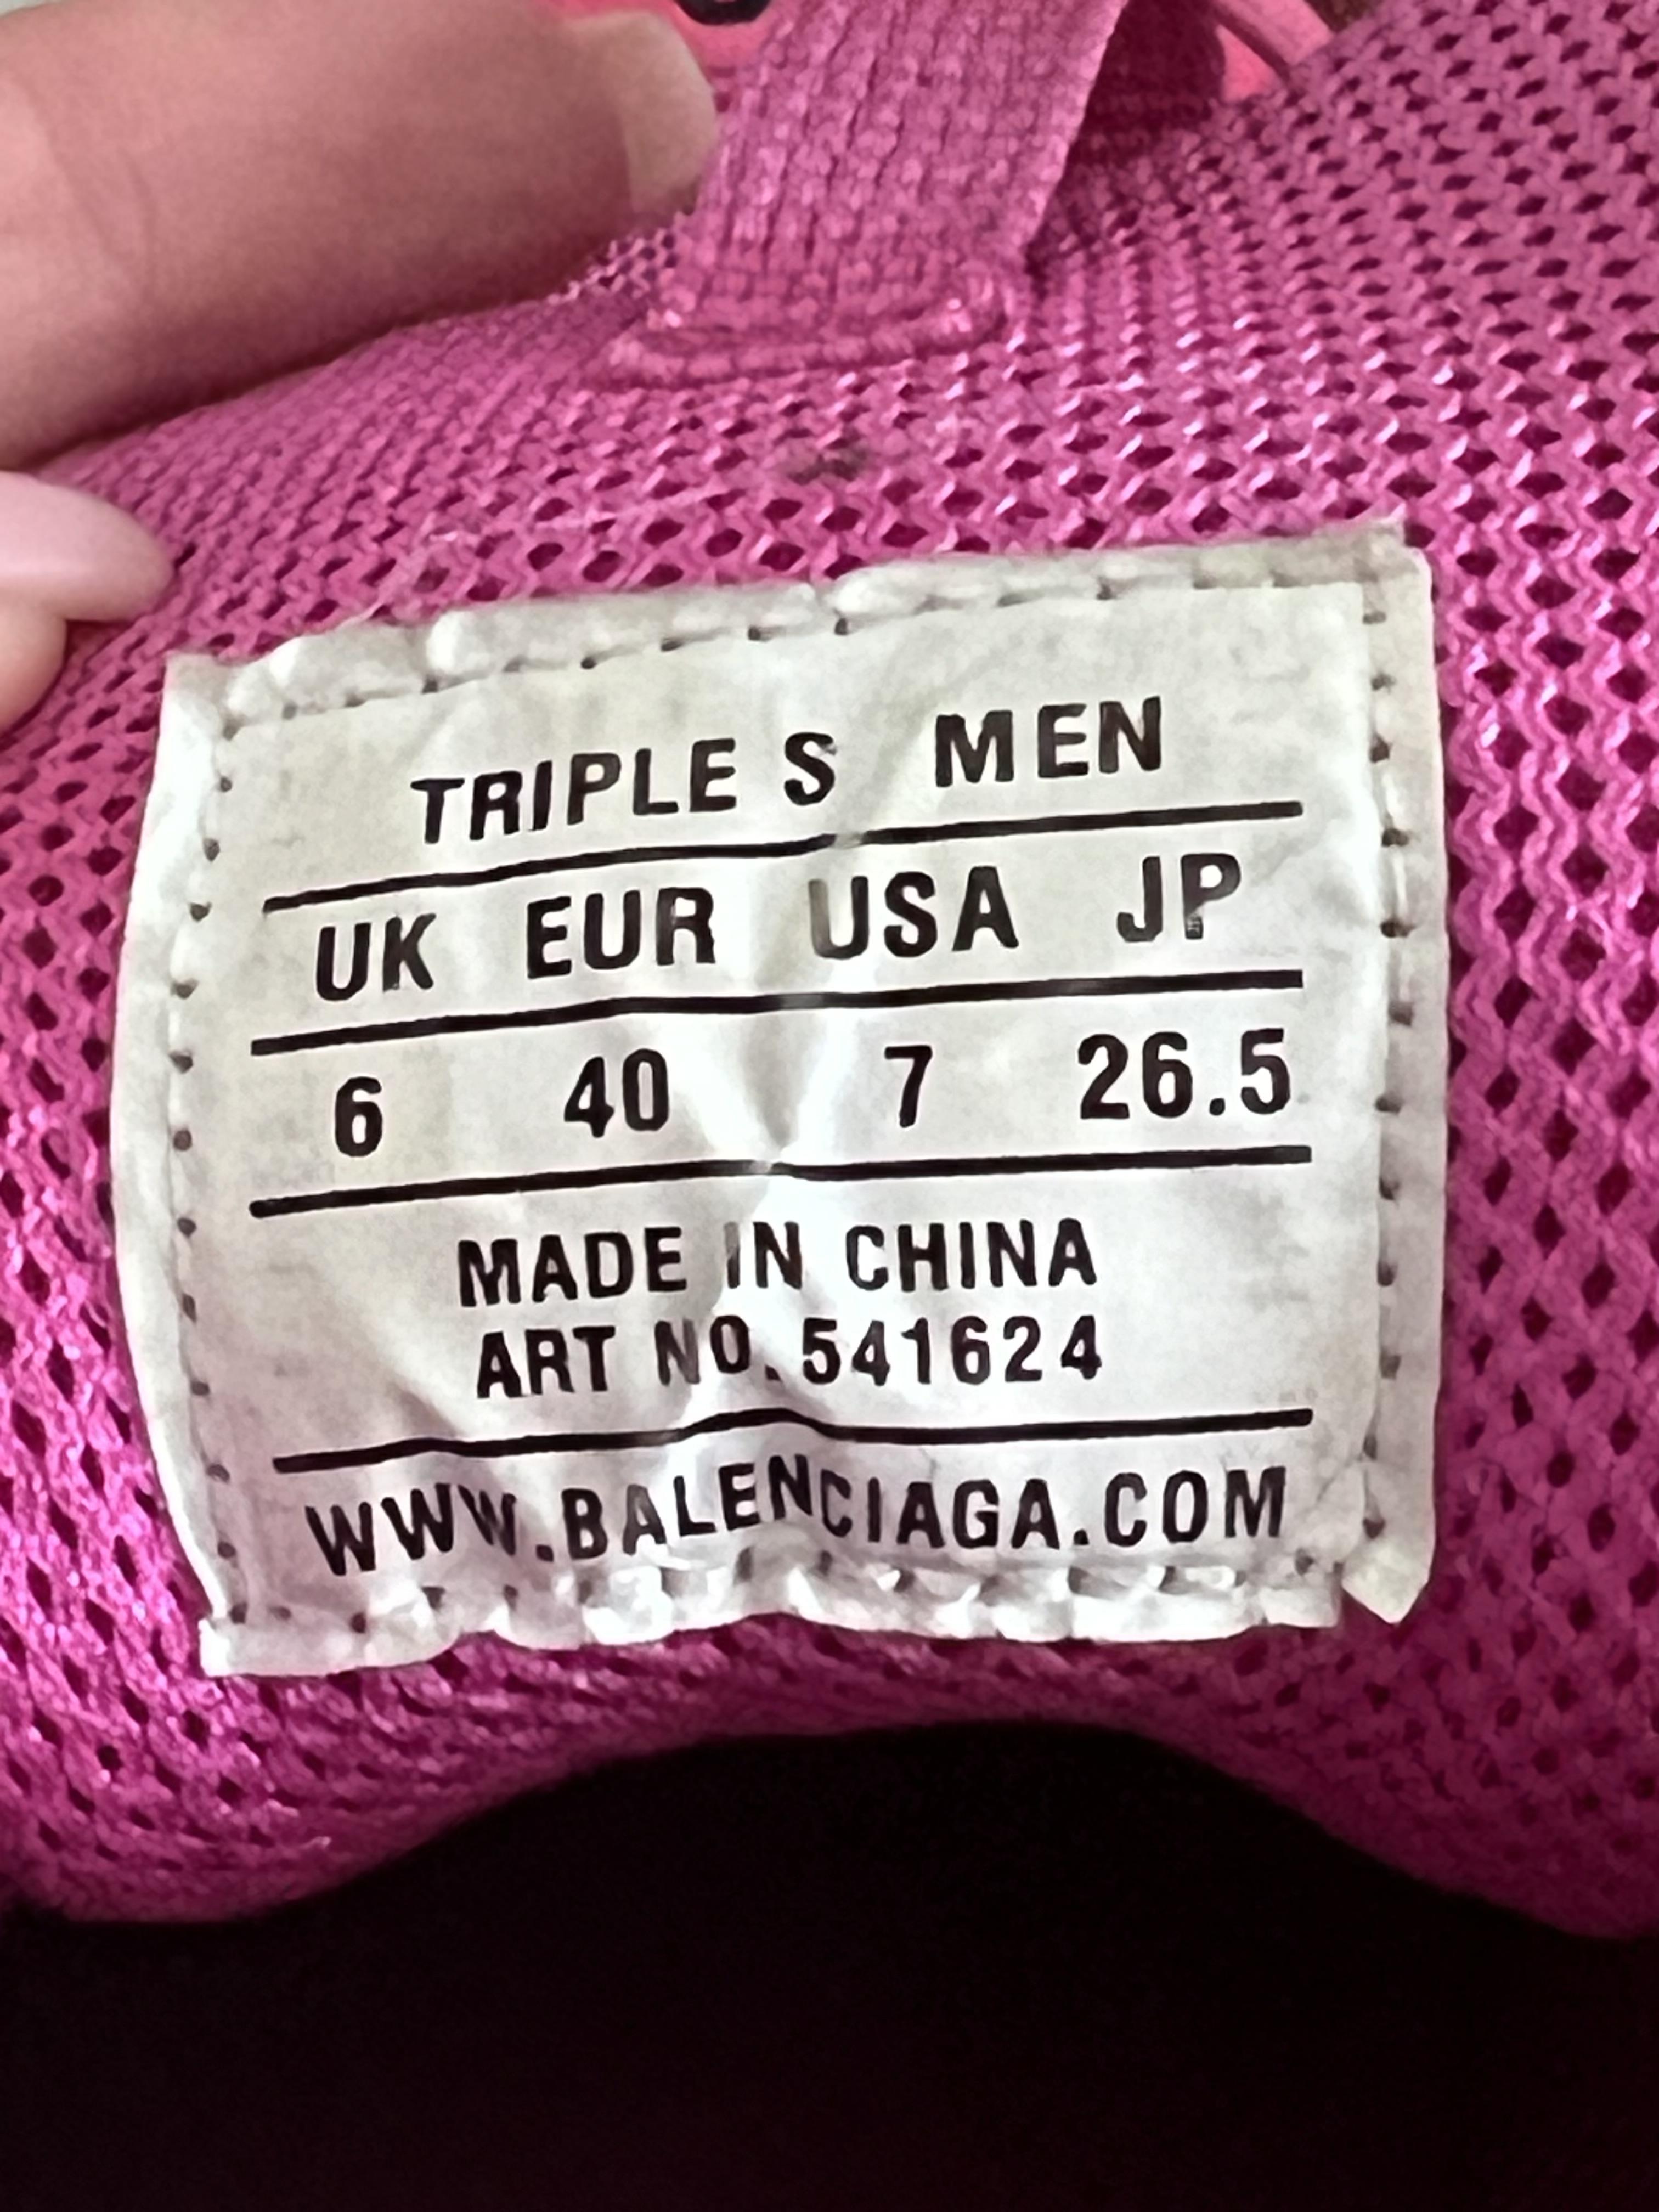 TRIPLE S MEN
UK EUR USA JP
6 40 7 26.5
MADE IN CHINA
ART NO.541624
WWW.BALENCIAGA.COM